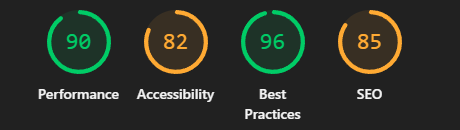 90 82 96 85
Performance Accessibility Best SEO
Practices